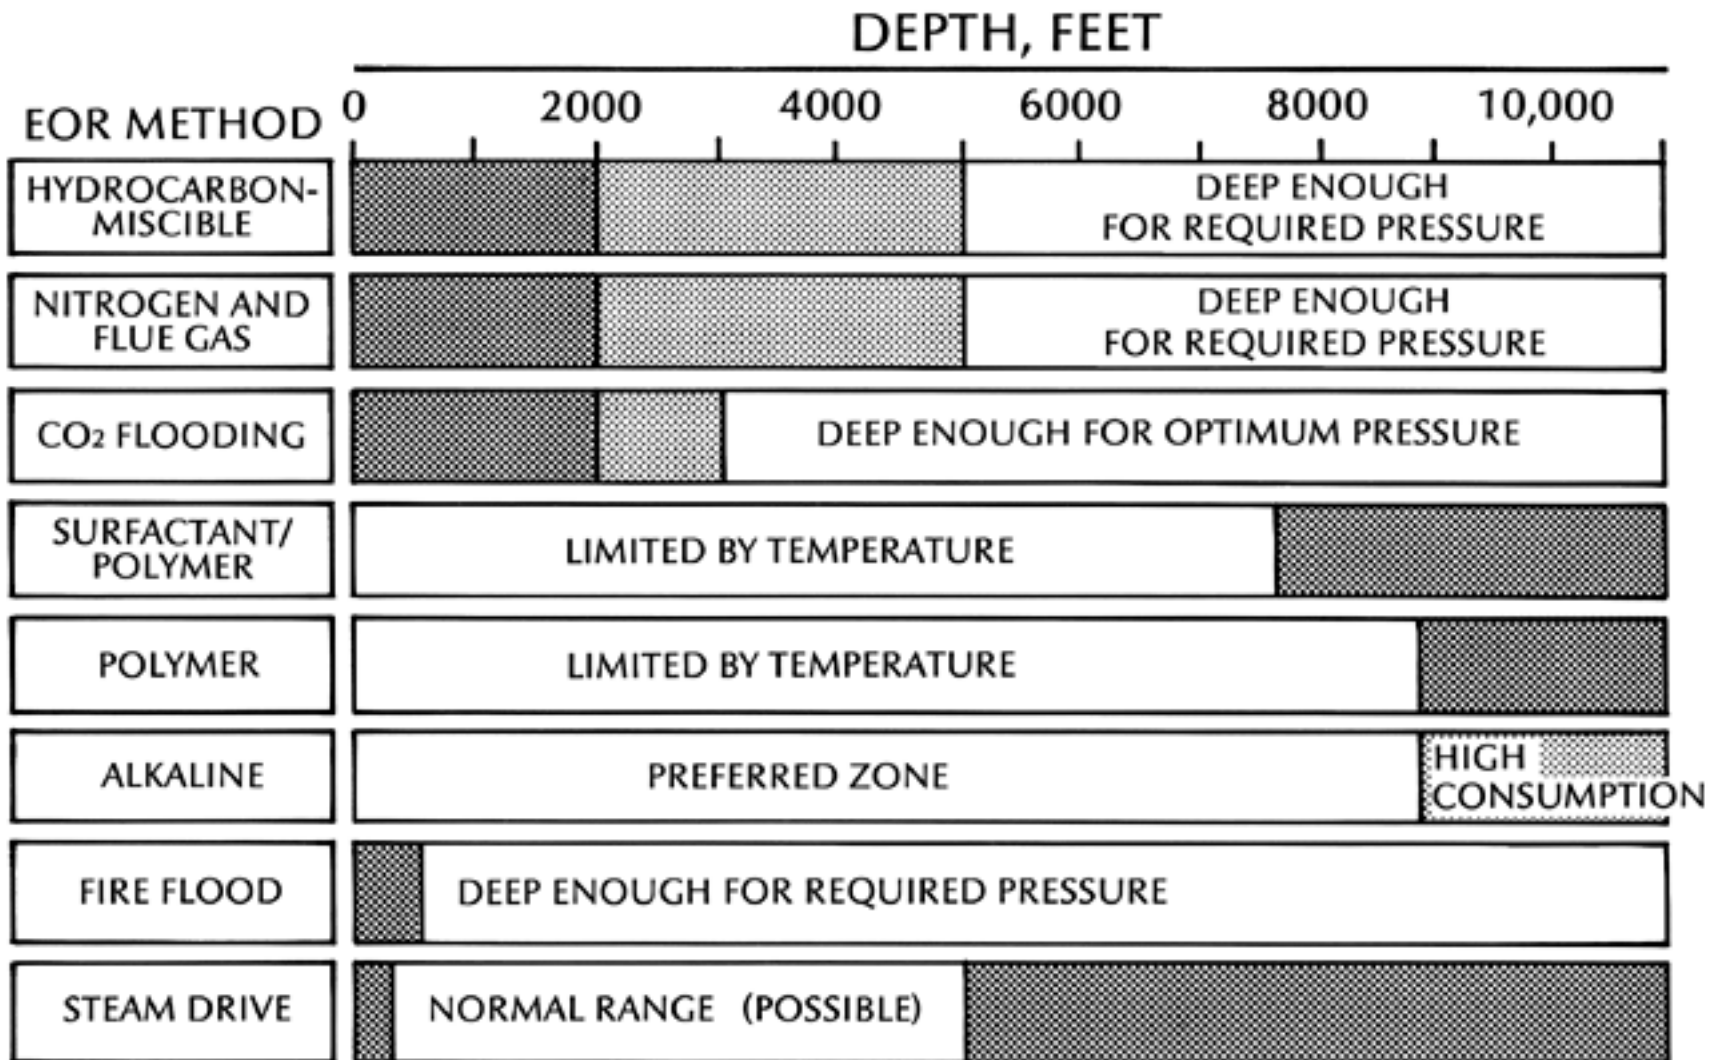 DEPTH, FEET
EOR METHOD
0 2000 4000 6000 8000 10,000
HYDROCARBON-
MISCIBLE
DEEP ENOUGH
FOR REQUIRED PRESSURE
NITROGEN AND
FLUE GAS
DEEP ENOUGH
FOR REQUIRED PRESSURE
CO₂ FLOODING
DEEP ENOUGH FOR OPTIMUM PRESSURE
SURFACTANT/
POLYMER
LIMITED BY TEMPERATURE
POLYMER
LIMITED BY TEMPERATURE
ALKALINE
PREFERRED ZONE
HIGH
CONSUMPTION
FIRE FLOOD
DEEP ENOUGH FOR REQUIRED PRESSURE
STEAM DRIVE
NORMAL RANGE (POSSIBLE)